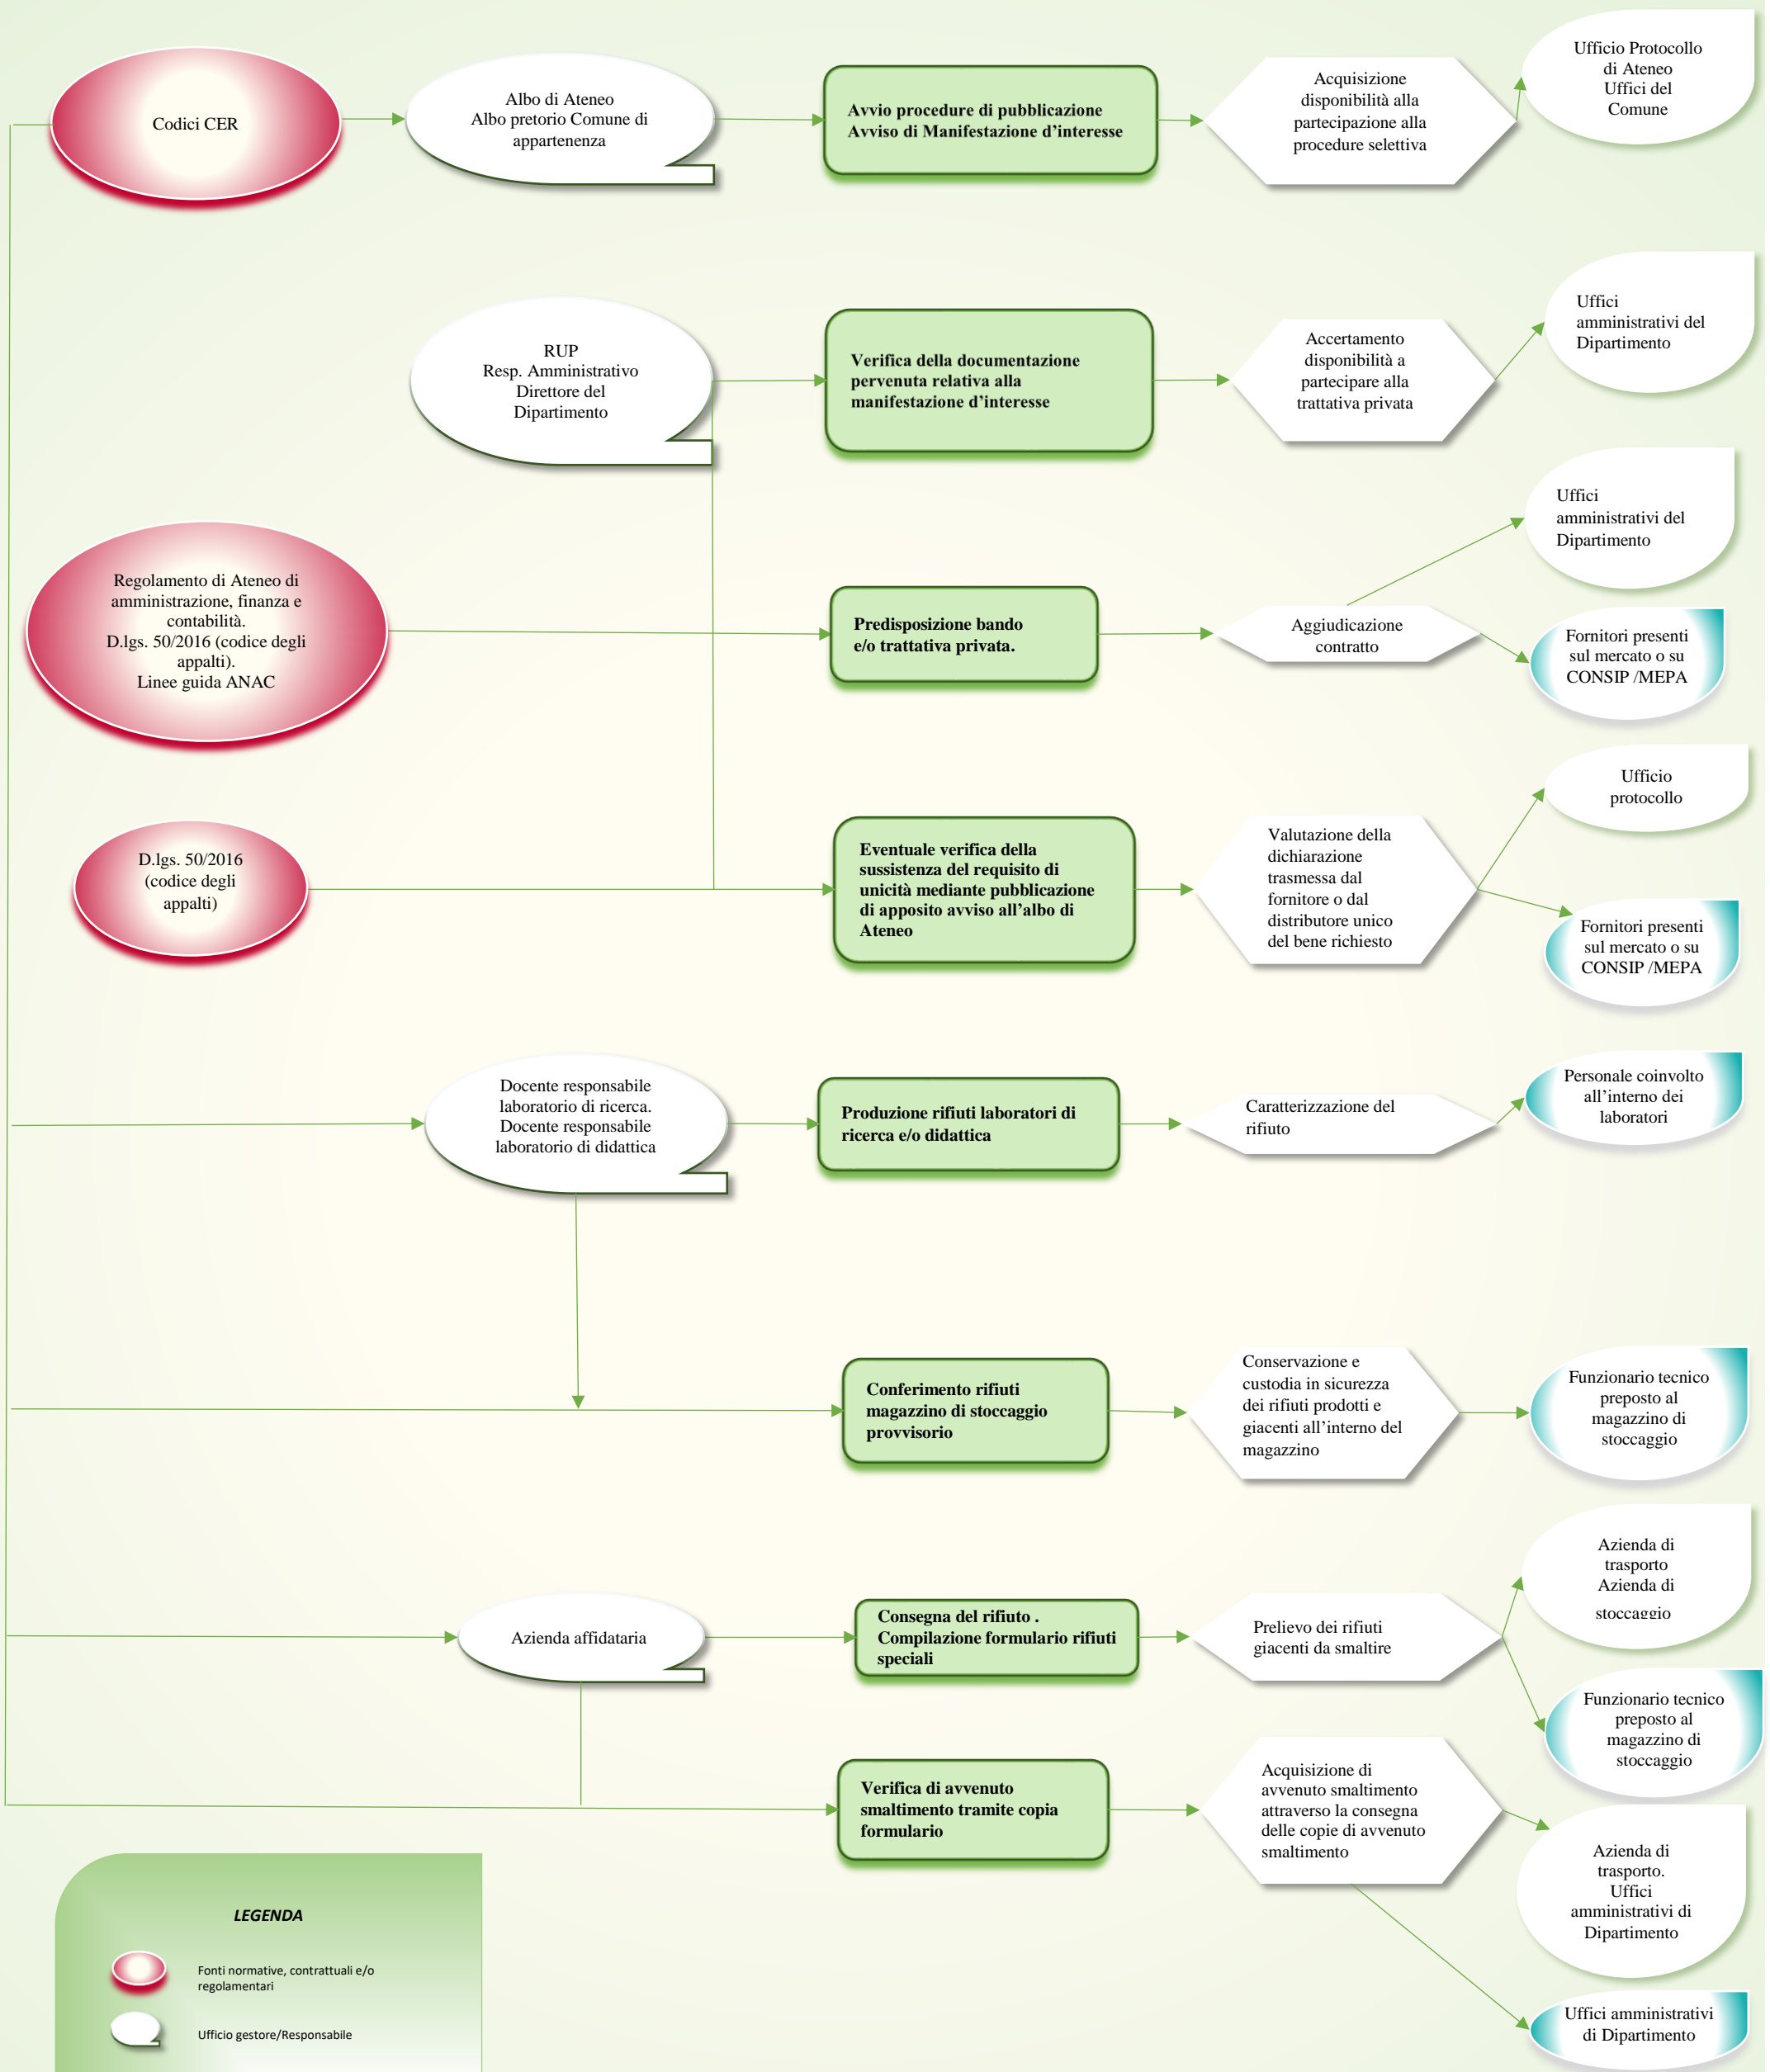 Codici CER
Albo di Ateneo
Albo pretorio Comune di
appartenenza
Avvio procedure di pubblicazione
Avviso di Manifestazione d'interesse
Acquisizione
disponibilità alla
partecipazione alla
procedure selettiva
Ufficio Protocollo
di Ateneo
Uffici del
Comune
RUP
Resp. Amministrativo
Direttore del
Dipartimento
Verifica della documentazione
pervenuta relativa alla
manifestazione d'interesse
Accertamento
disponibilità a
partecipare alla
trattativa privata
Uffici
amministrativi del
Dipartimento
Regolamento di Ateneo di
amministrazione, finanza e
contabilità.
D.lgs. 50/2016 (codice degli
appalti).
Linee guida ANAC
Predisposizione bando
e/o trattativa privata.
Aggiudicazione
contratto
Uffici
amministrativi del
Dipartimento
Fornitori presenti
sul mercato o su
CONSIP /MEPA
D.lgs. 50/2016
(codice degli
appalti)
Eventuale verifica della
sussistenza del requisito di
unicità mediante pubblicazione
di apposito avviso all'albo di
Ateneo
Valutazione della
dichiarazione
trasmessa dal
fornitore o dal
distributore unico
del bene richiesto
Ufficio
protocollo
Fornitori presenti
sul mercato o su
CONSIP /MEPA
Docente responsabile
laboratorio di ricerca.
Docente responsabile
laboratorio di didattica
Produzione rifiuti laboratori di
ricerca e/o didattica
Caratterizzazione del
rifiuto
Personale coinvolto
all'interno dei
laboratori
Conferimento rifiuti
magazzino di stoccaggio
provvisorio
Conservazione e
custodia in sicurezza
dei rifiuti prodotti e
giacenti all'interno del
magazzino
Funzionario tecnico
preposto al
magazzino di
stoccaggio
Azienda affidataria
Consegna del rifiuto .
Compilazione formulario rifiuti
speciali
Prelievo dei rifiuti
giacenti da smaltire
Azienda di
trasporto
Azienda di
stoccaggio
Funzionario tecnico
preposto al
magazzino di
stoccaggio
Verifica di avvenuto
smaltimento tramite copia
formulario
Acquisizione di
avvenuto smaltimento
attraverso la consegna
delle copie di avvenuto
smaltimento
Azienda di
trasporto.
Uffici
amministrativi di
Dipartimento
Uffici amministrativi
di Dipartimento
LEGENDA
Fonti normative, contrattuali e/o
regolamentari
Ufficio gestore/Responsabile